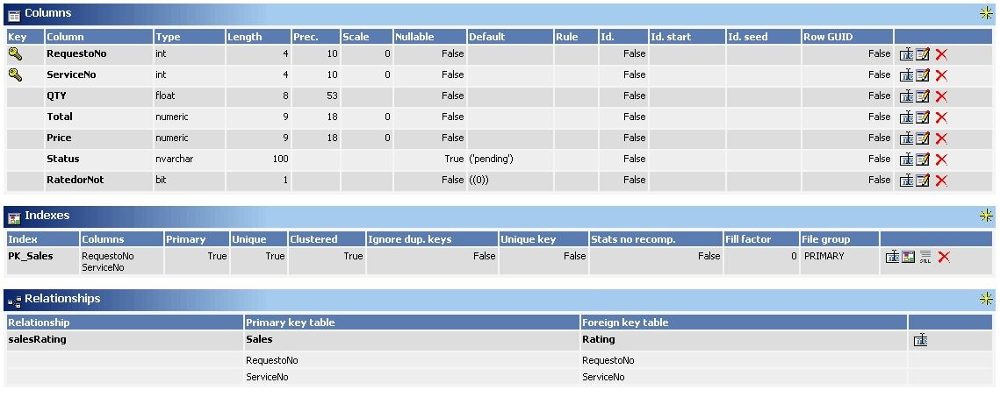 Columns
Key Column Type Length Prec. Scale Nullable Default Rule Id. Id. start Id. seed Row GUID
RequestoNo int 4 10 0 False False False
ServiceNo int 4 10 0 False False False
QTY float 8 53 False False False
Total numeric 9 18 0 False False False
Price numeric 9 18 0 False False False
Status nvarchar 100 True ('pending') False False
RatedorNot bit 1 False ((0)) False False
Indexes
Index Columns Primary Unique Clustered Ignore dup. keys Unique key Stats no recomp. Fill factor File group
PK_Sales RequestoNo True True True False False False 0 PRIMARY
ServiceNo
Relationships
Relationship Primary key table Foreign key table
salesRating Sales Rating
RequestoNo RequestoNo
ServiceNo ServiceNo